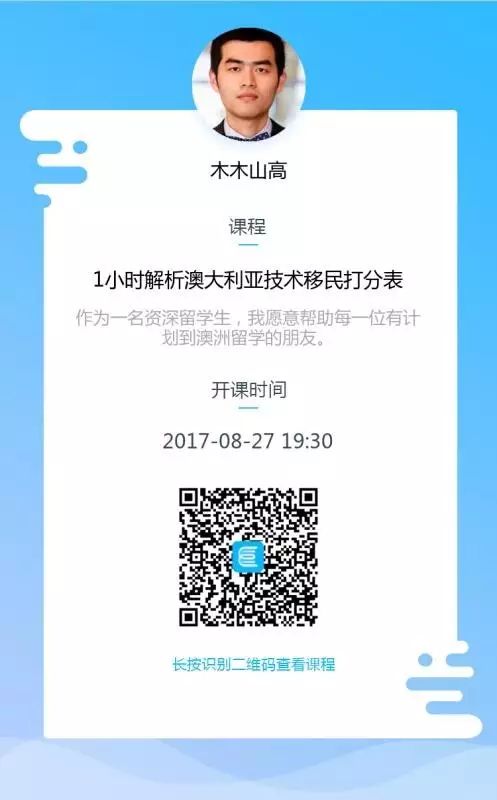 木木山高
课程
1小时解析澳大利亚技术移民打分表
作为一名资深留学生，我愿意帮助每一位有计
划到澳洲留学的朋友。
开课时间
2017-08-27 19:30
长按识别二维码查看课程